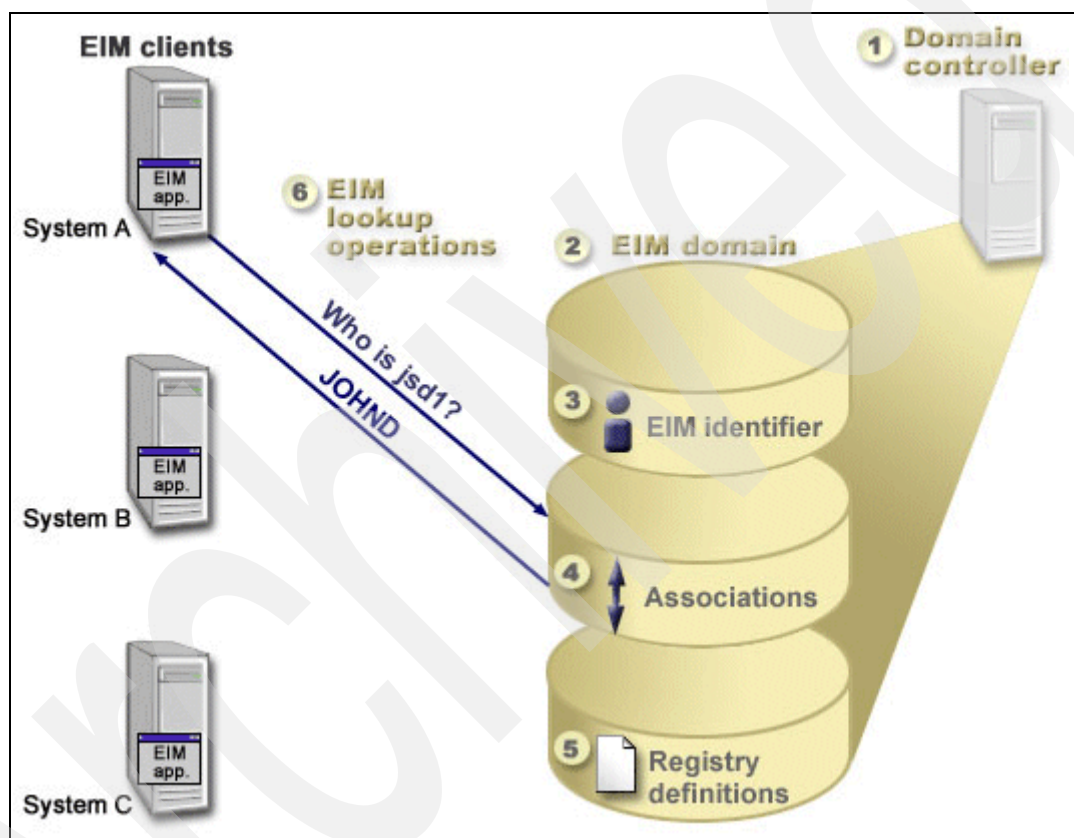 EIM clients
EIM
app.
System A
6 EIM
lookup
operations
1 Domain
controller
2 EIM domain
Who is jsd1?
JOHND
3 EIM identifier
EIM
app.
System B
4 Associations
EIM
app.
System C
5 Registry
definitions